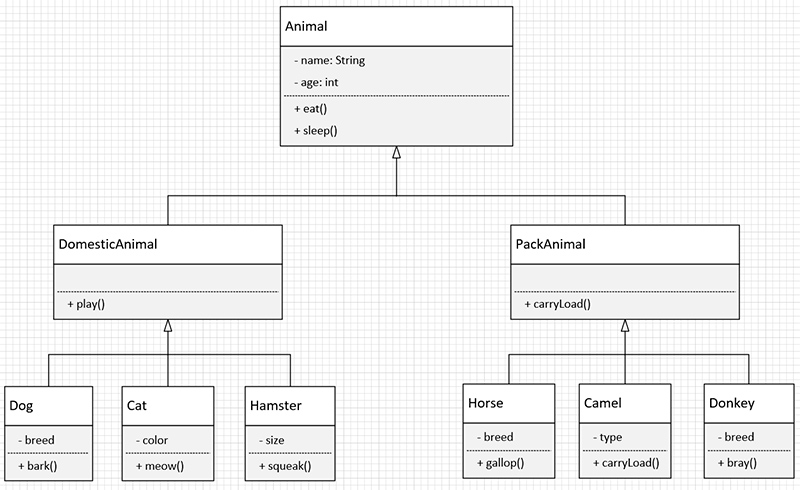 Animal
- name: String
- age: int
+ eat()
+ sleep()
DomesticAnimal
+ play()
PackAnimal
+ carryLoad()
Dog
- breed
+ bark()
Cat
- color
+ meow()
Hamster
- size
+ squeak()
Horse
- breed
+ gallop()
Camel
- type
+ carryLoad()
Donkey
- breed
+ bray()